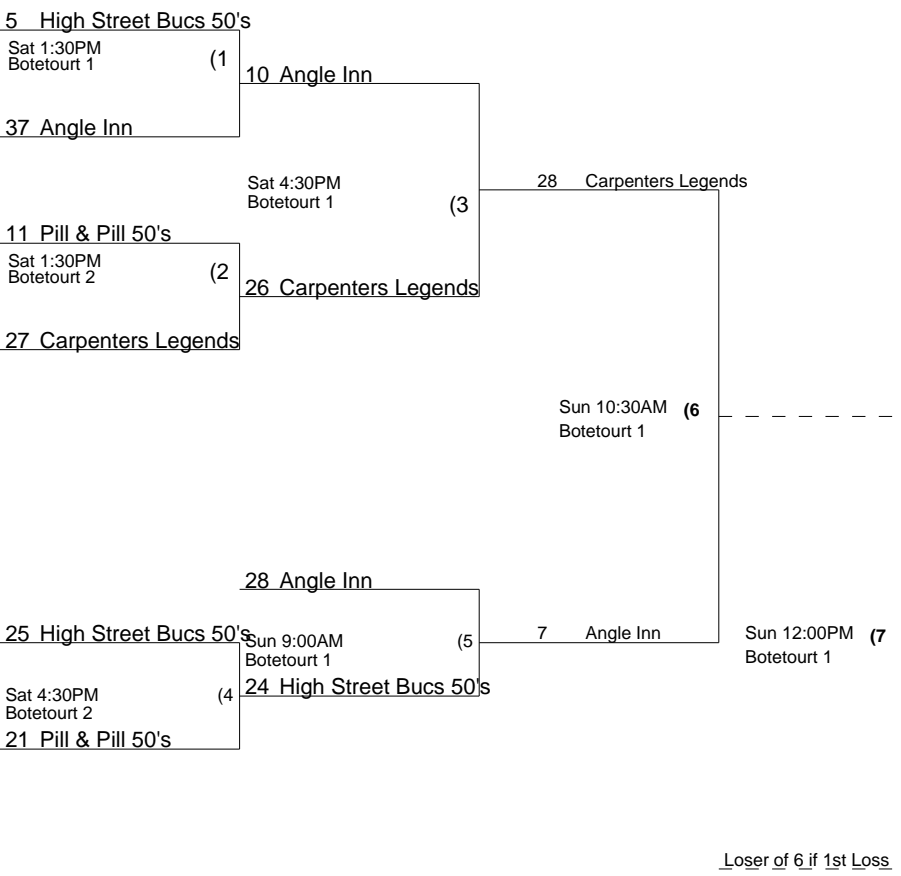 5 High Street Bucs 50's
Sat 1:30PM
Botetourt 1
(1
10 Angle Inn
37 Angle Inn
Sat 4:30PM
Botetourt 1
(3
28 Carpenters Legends
11 Pill & Pill 50's
Sat 1:30PM
Botetourt 2
(2
26 Carpenters Legends
27 Carpenters Legends
Sun 10:30AM (6
Botetourt 1
28 Angle Inn
25 High Street Bucs 50's
Sun 9:00AM
Botetourt 1
(5
7 Angle Inn
Sun 12:00PM (7
Botetourt 1
24 High Street Bucs 50's
Sat 4:30PM
Botetourt 2
(4
21 Pill & Pill 50's
Loser of 6 if 1st Loss